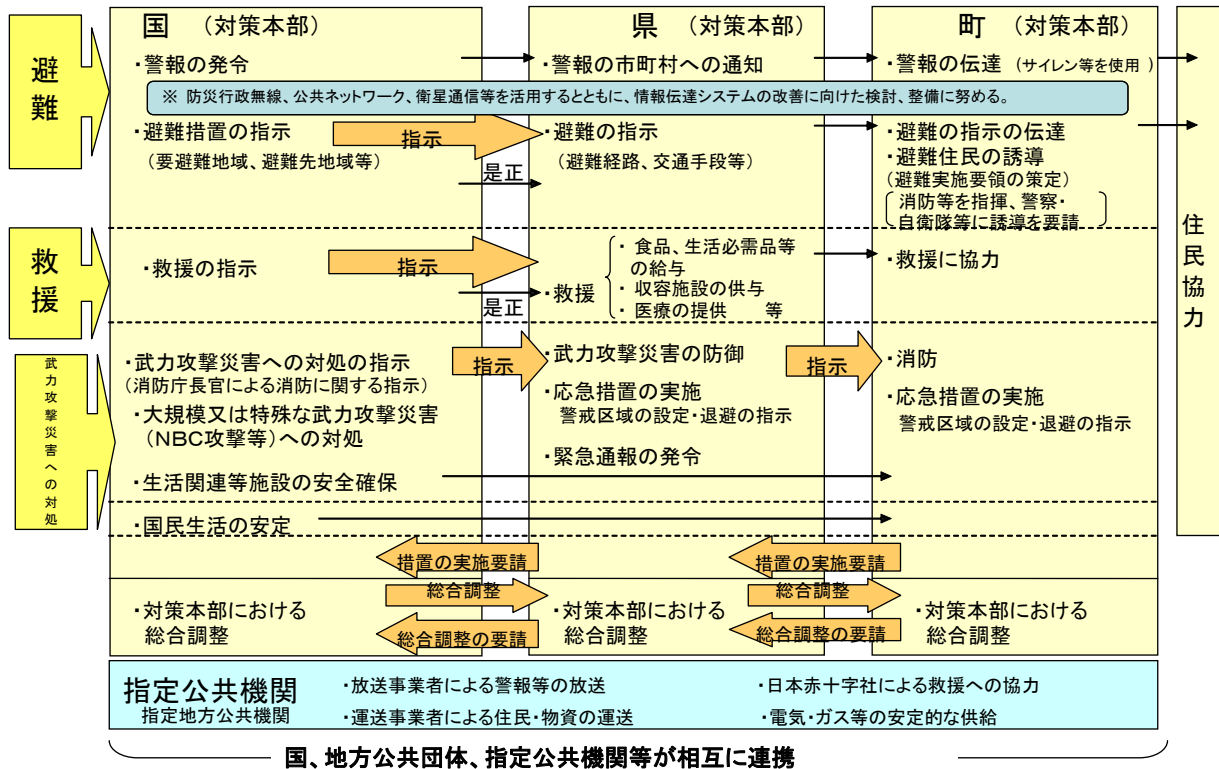 避難
国 (対策本部)
県 (対策本部)
町 (対策本部)
・警報の発令
・警報の市町村への通知
・警報の伝達 (サイレン等を使用)
※ 防災行政無線、公共ネットワーク、衛星通信等を活用するとともに、情報伝達システムの改善に向けた検討、整備に努める。
・避難措置の指示
(要避難地域、避難先地域等)
指示
是正
・避難の指示
(避難経路、交通手段等)
・避難の指示の伝達
・避難住民の誘導
(避難実施要領の策定)
消防等を指揮、警察・
自衛隊等に誘導を要請
住民協力
救援
・救援の指示
指示
是正
・救援
・ 食品、生活必需品等
の給与
・ 収容施設の供与
・ 医療の提供 等
・救援に協力
武力攻撃災害への対処
・武力攻撃災害への対処の指示
(消防庁長官による消防に関する指示)
・大規模又は特殊な武力攻撃災害
(NBC攻撃等)への対処
・生活関連等施設の安全確保
指示
・武力攻撃災害の防御
・応急措置の実施
警戒区域の設定・退避の指示
・緊急通報の発令
指示
・消防
・応急措置の実施
警戒区域の設定・退避の指示
・国民生活の安定
措置の実施要請
措置の実施要請
・対策本部における
総合調整
総合調整
総合調整の要請
・対策本部における
総合調整
総合調整
総合調整の要請
・対策本部における
総合調整
指定公共機関
指定地方公共機関
・放送事業者による警報等の放送
・日本赤十字社による救援への協力
・運送事業者による住民・物資の運送
・電気・ガス等の安定的な供給
国、地方公共団体、指定公共機関等が相互に連携